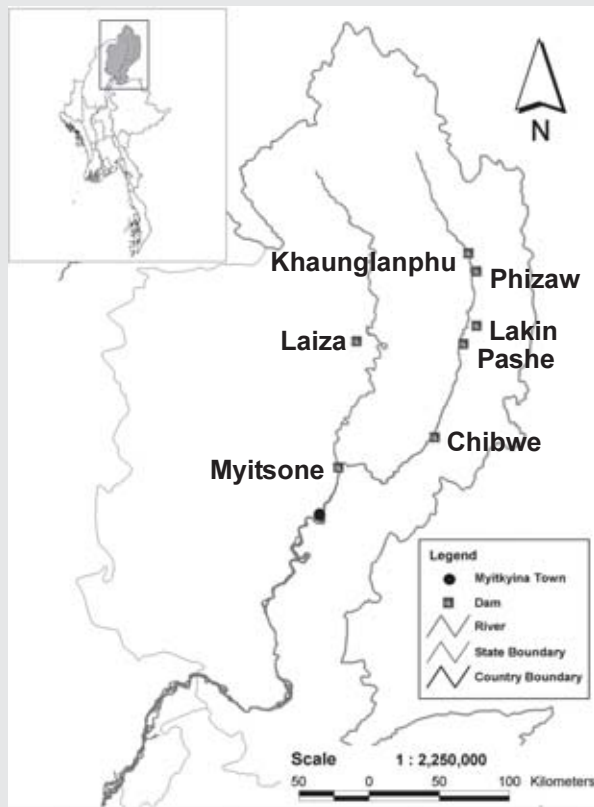 N
Khaunglanphu
Phizaw
Laiza
Lakin
Pashe
Chibwe
Myitsone
Legend
Myitkyina Town
Dam
River
State Boundary
Country Boundary
Scale 1 : 2,250,000
50 0 50 100 Kilometers